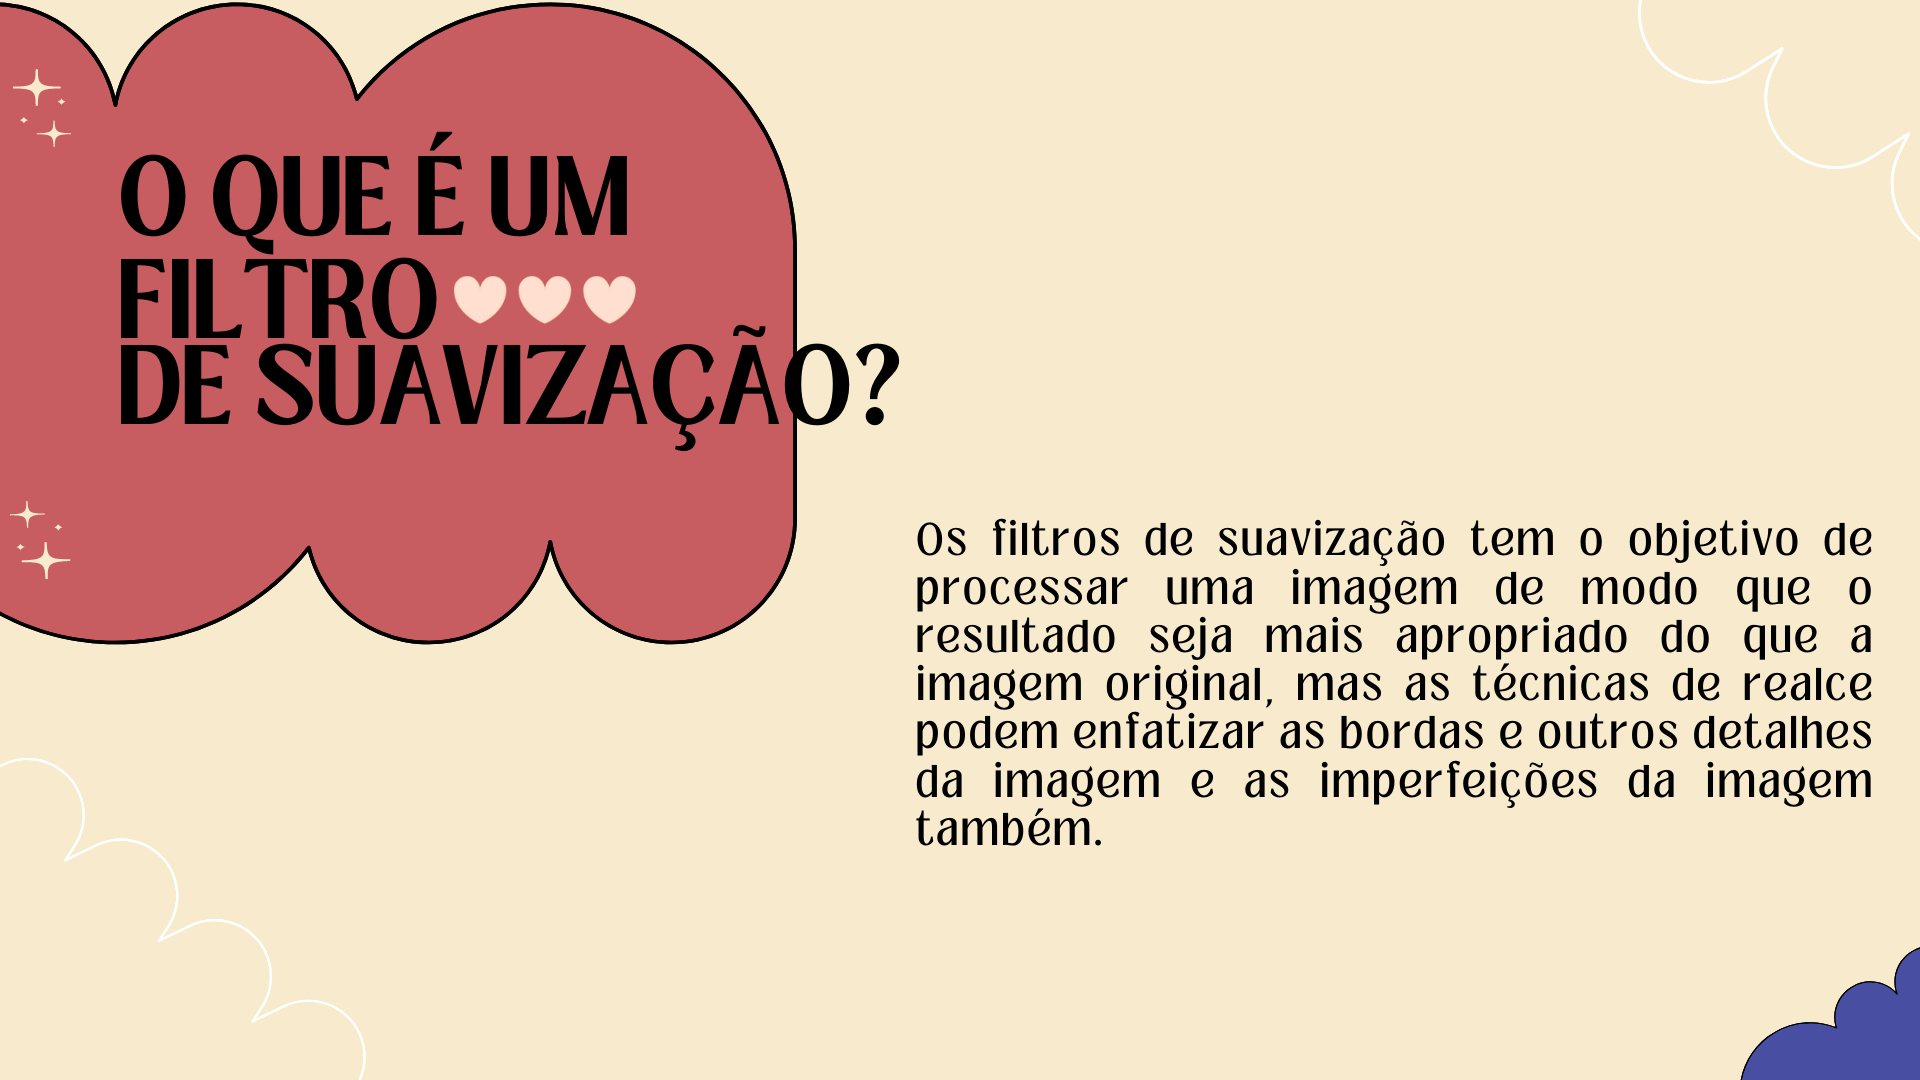 O QUE É UM
FILTRO
DE SUAVIZAÇÃO?
Os filtros de suavização tem o objetivo de
processar uma imagem de modo que o
resultado seja mais apropriado do que a
imagem original, mas as técnicas de realce
podem enfatizar as bordas e outros detalhes
da imagem e as imperfeições da imagem
também.